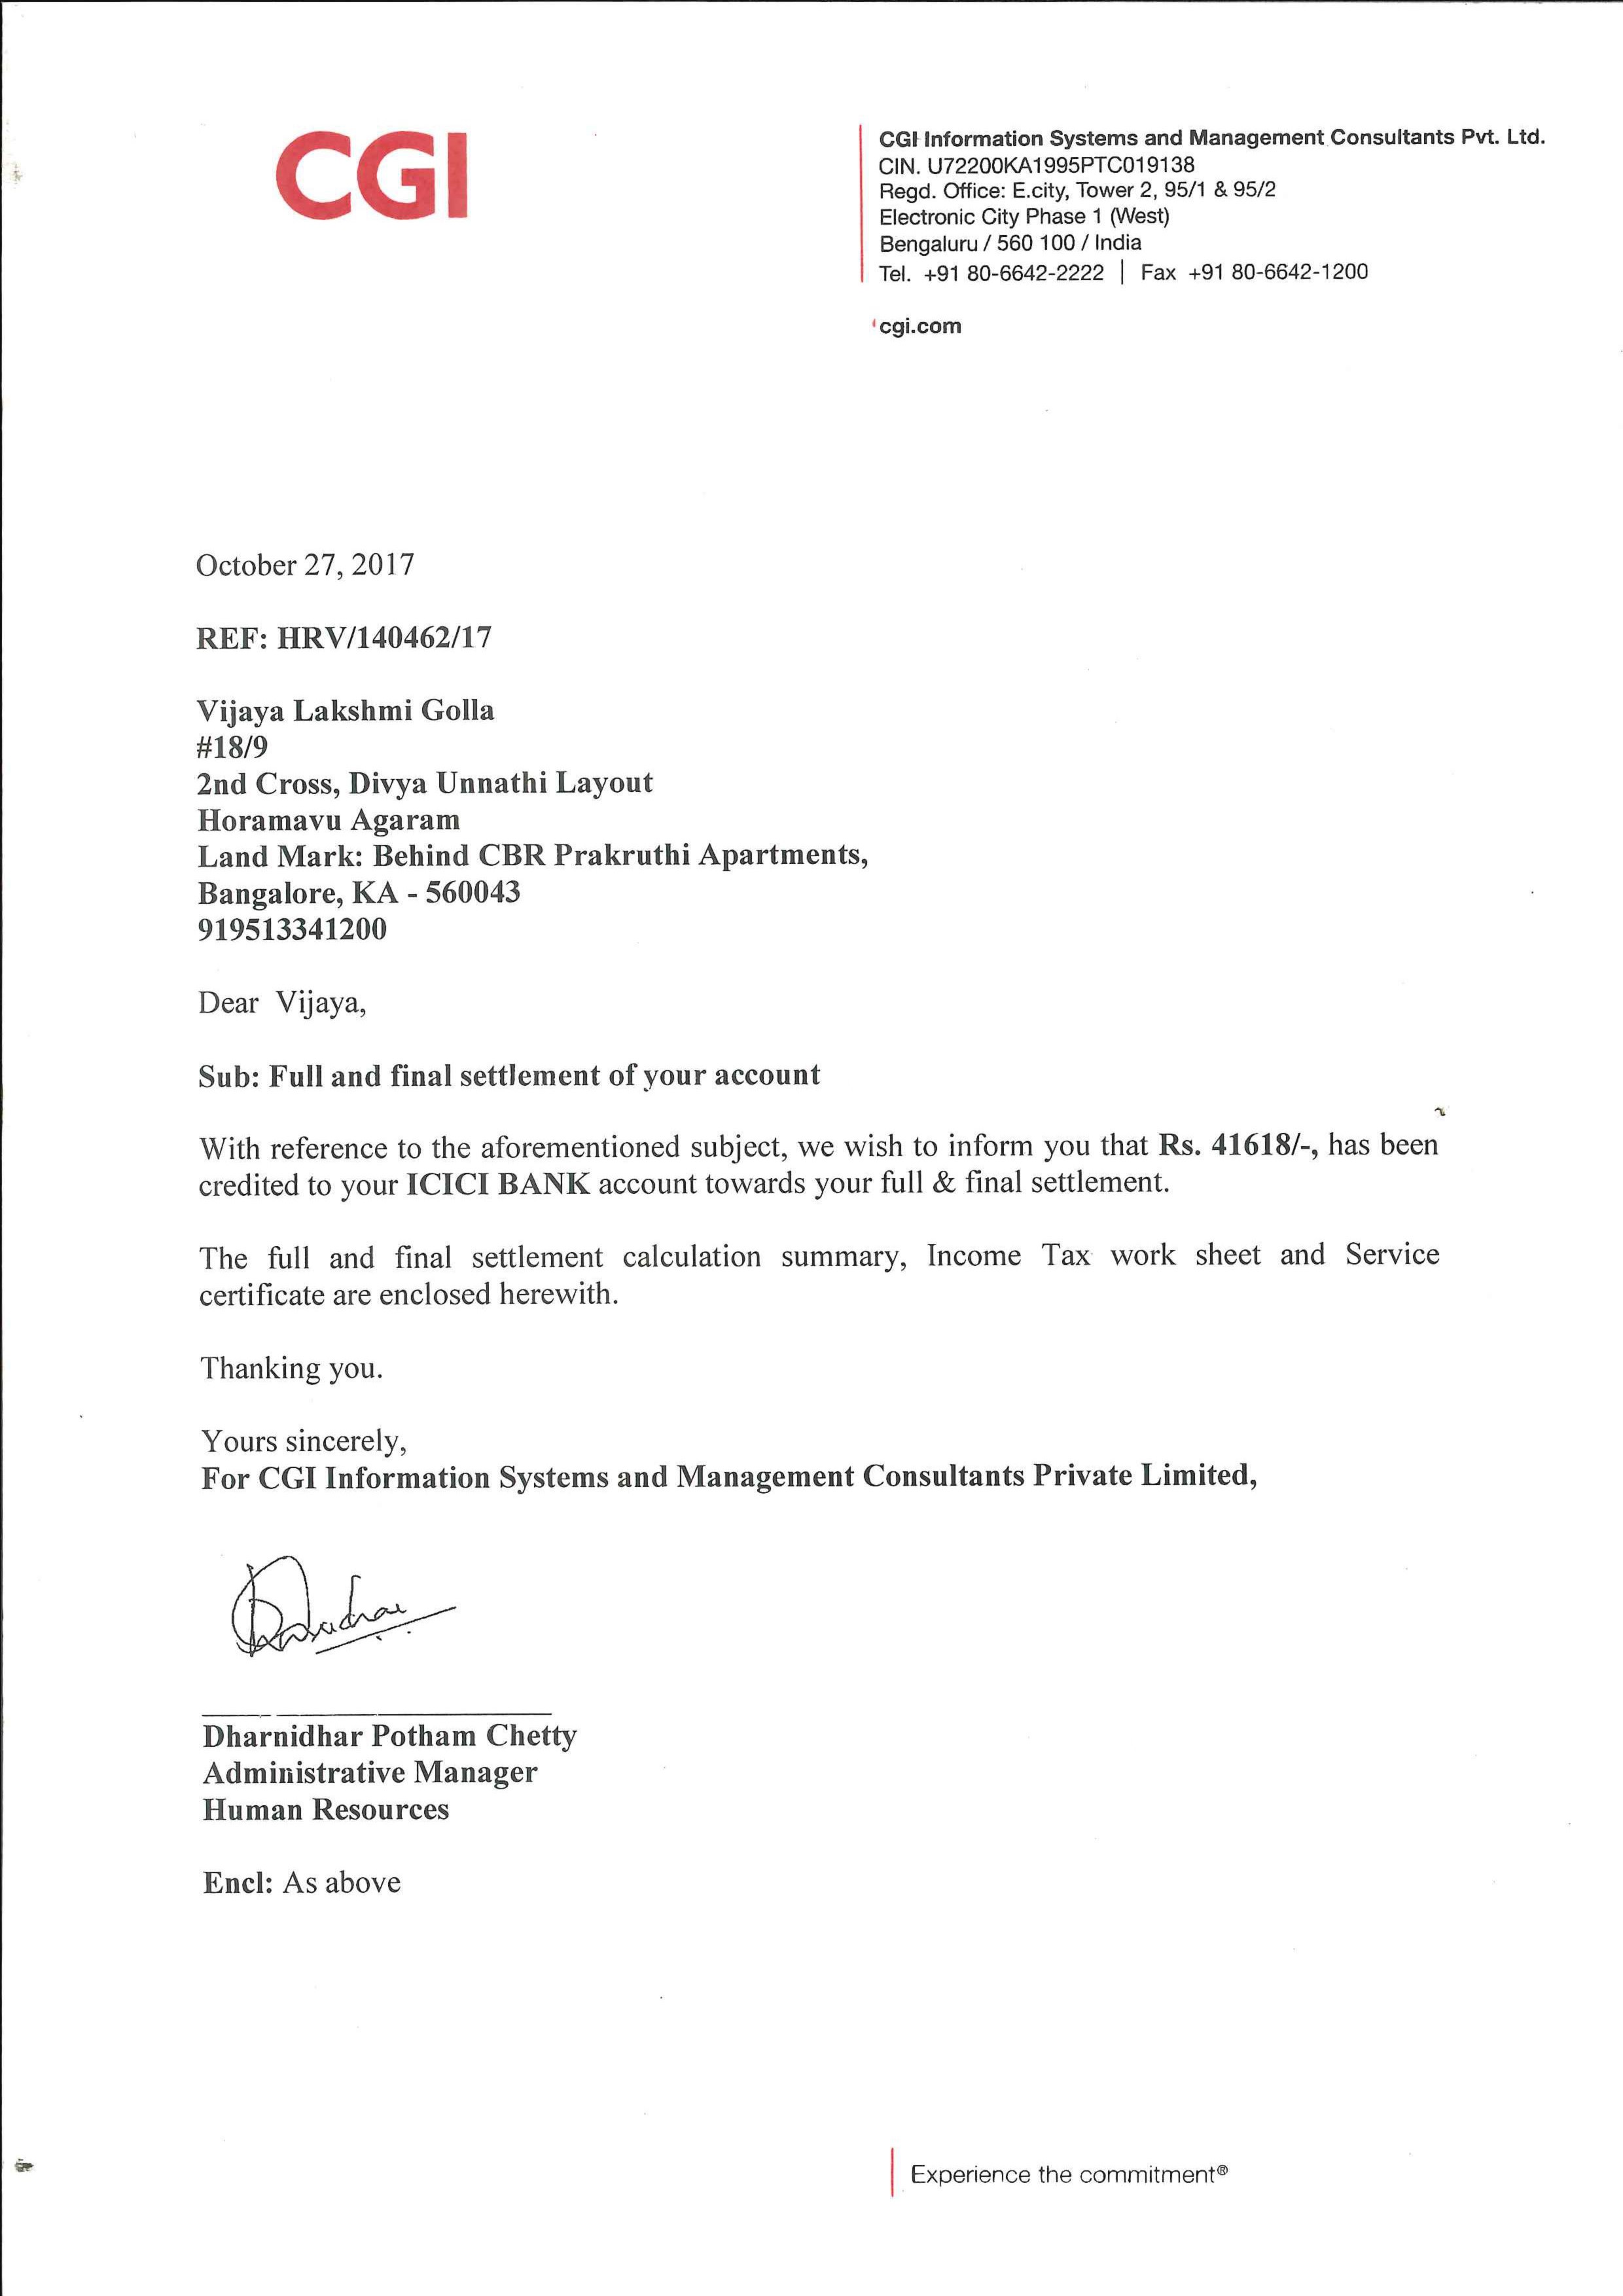 CGI
CGI Information Systems and Management Consultants Pvt. Ltd.
CIN. U72200KA1995PTC019138
Regd. Office: E.city, Tower 2, 95/1 & 95/2
Electronic City Phase 1 (West)
Bengaluru / 560 100 / India
Tel. +91 80-6642-2222 | Fax +91 80-6642-1200
cgi.com
October 27, 2017
REF: HRV/140462/17
Vijaya Lakshmi Golla
#18/9
2nd Cross, Divya Unnathi Layout
Horamavu Agaram
Land Mark: Behind CBR Prakruthi Apartments,
Bangalore, KA - 560043
919513341200
Dear Vijaya,
Sub: Full and final settlement of your account
With reference to the aforementioned subject, we wish to inform you that Rs. 41618/-, has been
credited to your ICICI BANK account towards your full & final settlement.
The full and final settlement calculation summary, Income Tax work sheet and Service
certificate are enclosed herewith.
Thanking you.
Yours sincerely,
For CGI Information Systems and Management Consultants Private Limited,
Dharnidhar Potham Chetty
Administrative Manager
Human Resources
Encl: As above
Experience the commitment®